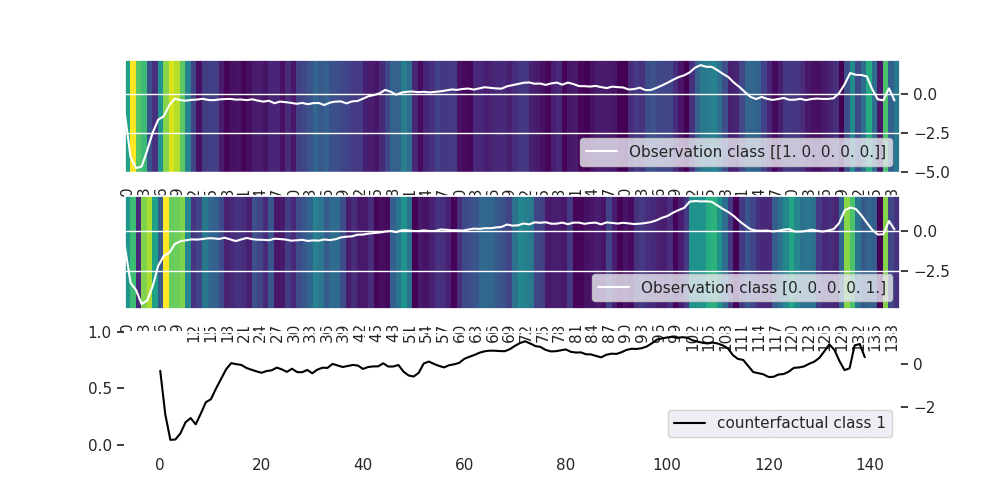 0.0
−2.5
Observation class [[1. 0. 0. 0. 0.]]
−5.0
0.0
−2.5
Observation class [0. 0. 0. 0. 1.]
0 3 6 9 12 15 18 21 24 27 30 33 36 39 42 45 48 51 54 57 60 63 66 69 72 75 78 81 84 87 90 93 96 99 102 105 108 111 114 117 120 123 126 129 132 135 138
1.0
0
0.5
−2
counterfactual class 1
0.0
0 20 40 60 80 100 120 140